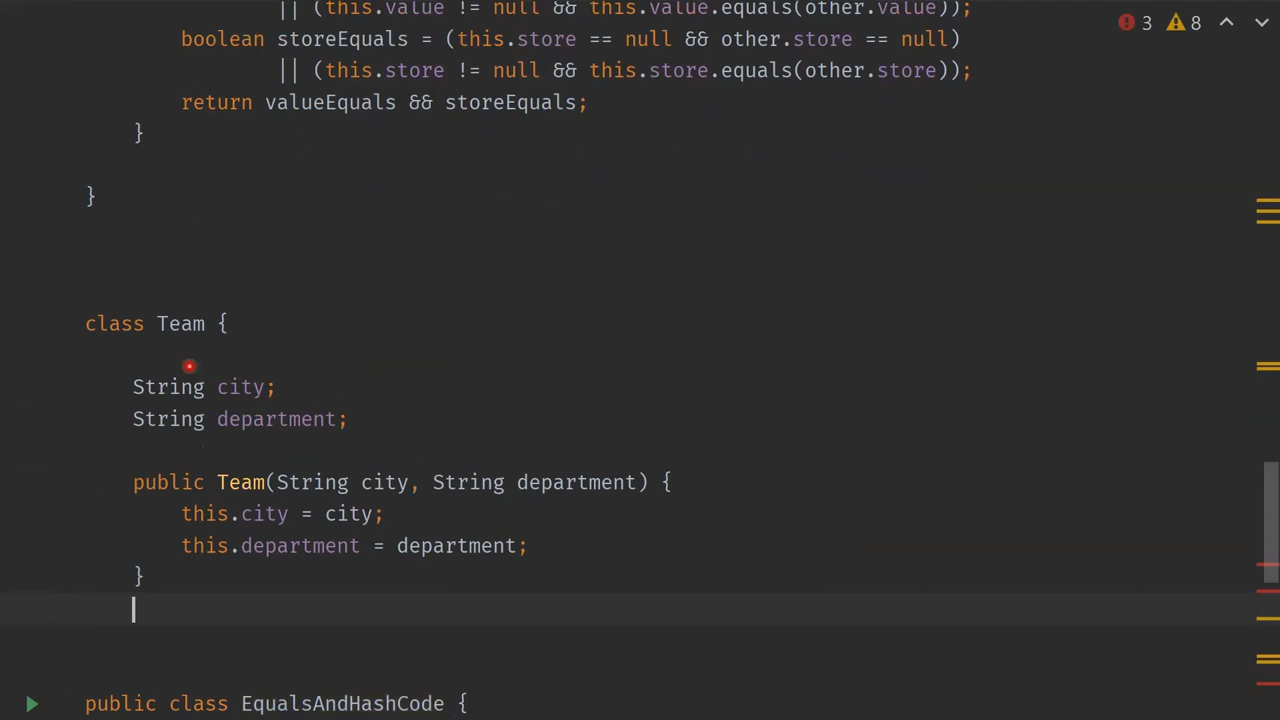 || (this.value != null && this.value.equals(other.value));
3 8
boolean storeEquals = (this.store == null && other.store == null)
|| (this.store != null && this.store.equals(other.store));
return valueEquals && storeEquals;
}
}
class Team {
String city;
String department;
public Team(String city, String department) {
this.city = city;
this.department = department;
}
public class EqualsAndHashCode {